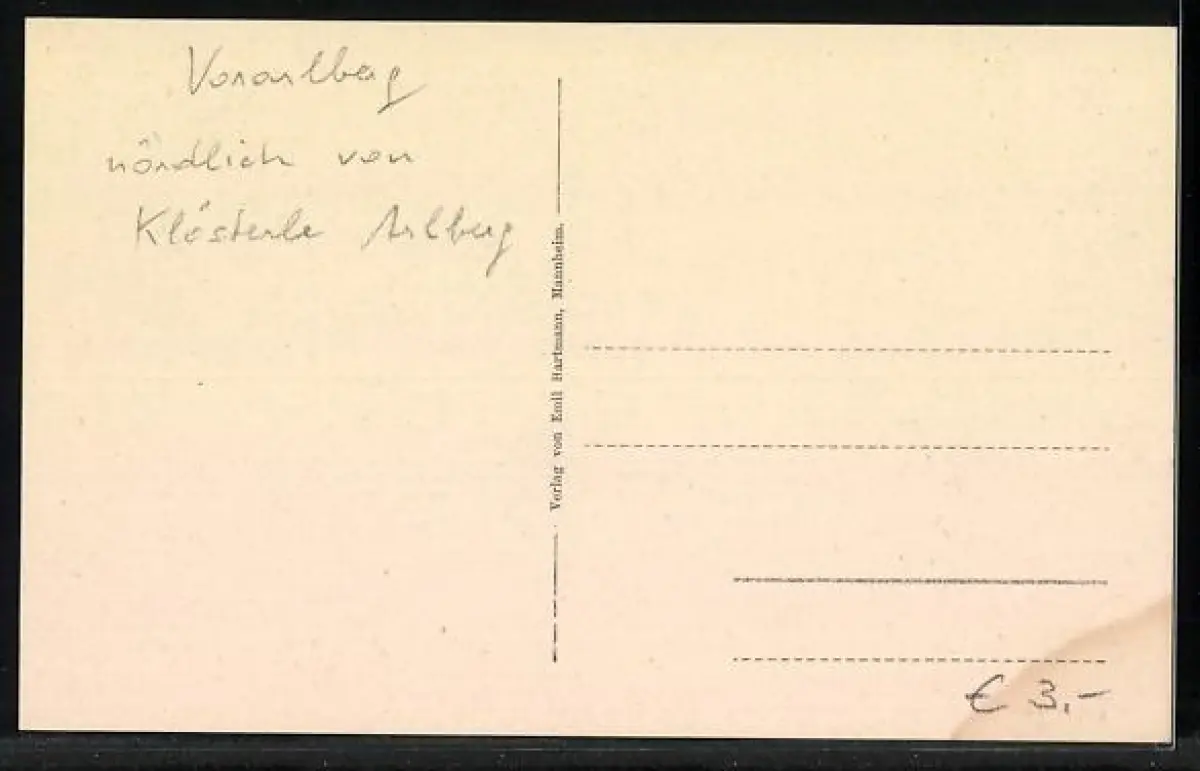 Vorarlberg
nördlich von
Klösterle Arlberg
Verlag von Emil Hartmann, Mannheim.
€ 3.-